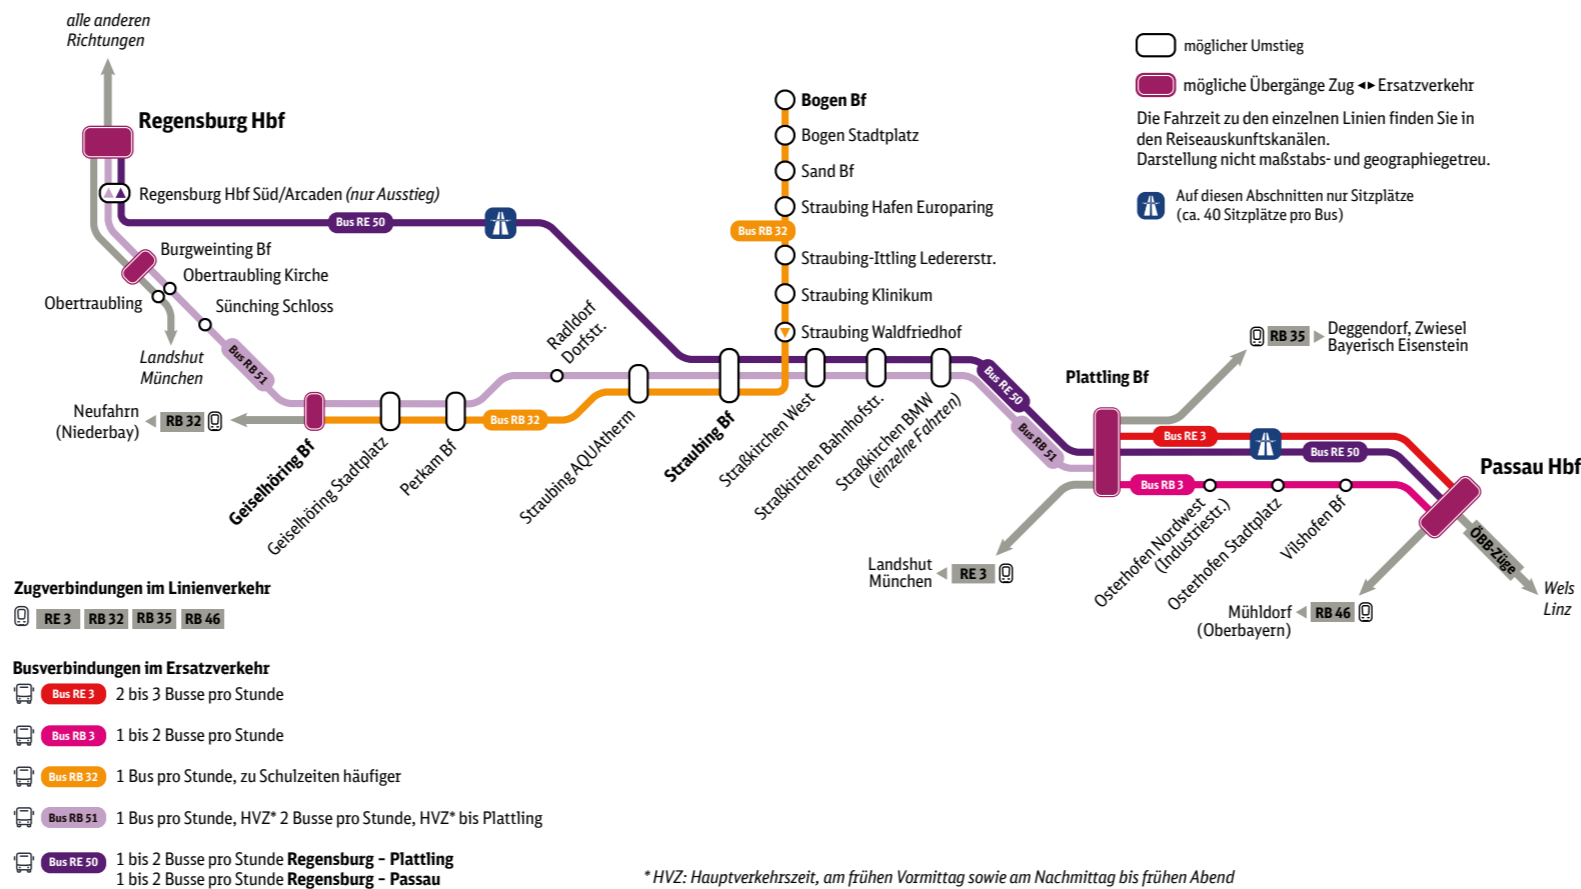 alle anderen
Richtungen
Regensburg Hbf
Regensburg Hbf Süd/Arcaden (nur Ausstieg)
Bus RE 50
Burgweinting Bf
Obertraubling Kirche
Obertraubling
Sünching Schloss
Landshut
München
Bus RB 51
Neufahrn
(Niederbay)
RB 32
Geiselhöring Bf
Geiselhöring Stadtplatz
Perkam Bf
Bus RB 32
Radldorf
Dorfstr.
Straubing AQUAtherm
Straubing Bf
Bogen Bf
Bogen Stadtplatz
Sand Bf
Straubing Hafen Europaring
Bus RB 32
Straubing-Ittling Ledererstr.
Straubing Klinikum
Straubing Waldfriedhof
Straßkirchen West
Straßkirchen Bahnhofstr.
Straßkirchen BMW
(einzelne Fahrten)
Bus RE 50
Bus RB 51
Plattling Bf
RB 35
Deggendorf, Zwiesel
Bayerisch Eisenstein
Bus RE 3
Bus RE 50
Bus RB 3
Landshut
München
RE 3
Osterhofen Nordwest
(Industriestr.)
Osterhofen Stadtplatz
Vilshofen Bf
Passau Hbf
ÖBB-Züge
Wels
Linz
Mühldorf
(Oberbayern)
RB 46
möglicher Umstieg
mögliche Übergänge Zug ◂▸ Ersatzverkehr
Die Fahrzeit zu den einzelnen Linien finden Sie in
den Reiseauskunftskanälen.
Darstellung nicht maßstabs- und geographiegetreu.
Auf diesen Abschnitten nur Sitzplätze
(ca. 40 Sitzplätze pro Bus)
Zugverbindungen im Linienverkehr
RE 3 RB 32 RB 35 RB 46
Busverbindungen im Ersatzverkehr
Bus RE 3 2 bis 3 Busse pro Stunde
Bus RB 3 1 bis 2 Busse pro Stunde
Bus RB 32 1 Bus pro Stunde, zu Schulzeiten häufiger
Bus RB 51 1 Bus pro Stunde, HVZ* 2 Busse pro Stunde, HVZ* bis Plattling
Bus RE 50 1 bis 2 Busse pro Stunde Regensburg – Plattling
1 bis 2 Busse pro Stunde Regensburg – Passau
* HVZ: Hauptverkehrszeit, am frühen Vormittag sowie am Nachmittag bis frühen Abend